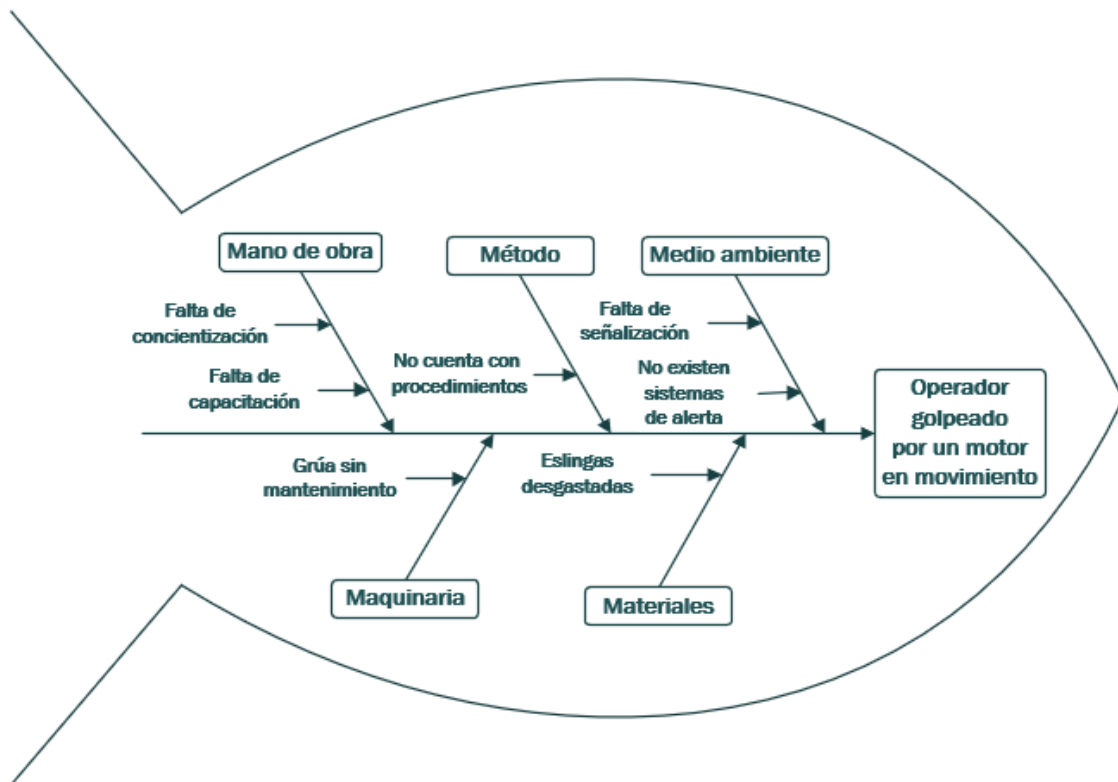 Mano de obra
Método
Medio ambiente
Falta de
concientización
Falta de
capacitación
No cuenta con
procedimientos
Falta de
señalización
No existen
sistemas
de alerta
Operador
golpeado
por un motor
en movimiento
Grúa sin
mantenimiento
Eslingas
desgastadas
Maquinaria
Materiales